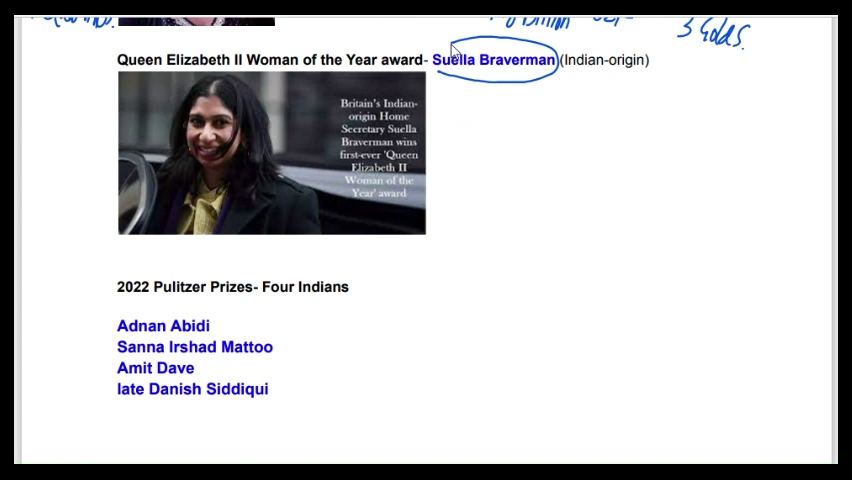 3 Golds.
Queen Elizabeth II Woman of the Year award- Suella Braverman (Indian-origin)
Britain's Indian-
origin Home
Secretary Suella
Braverman wins
first-ever 'Queen
Elizabeth II
Woman of the
Year' award
2022 Pulitzer Prizes- Four Indians
Adnan Abidi
Sanna Irshad Mattoo
Amit Dave
late Danish Siddiqui